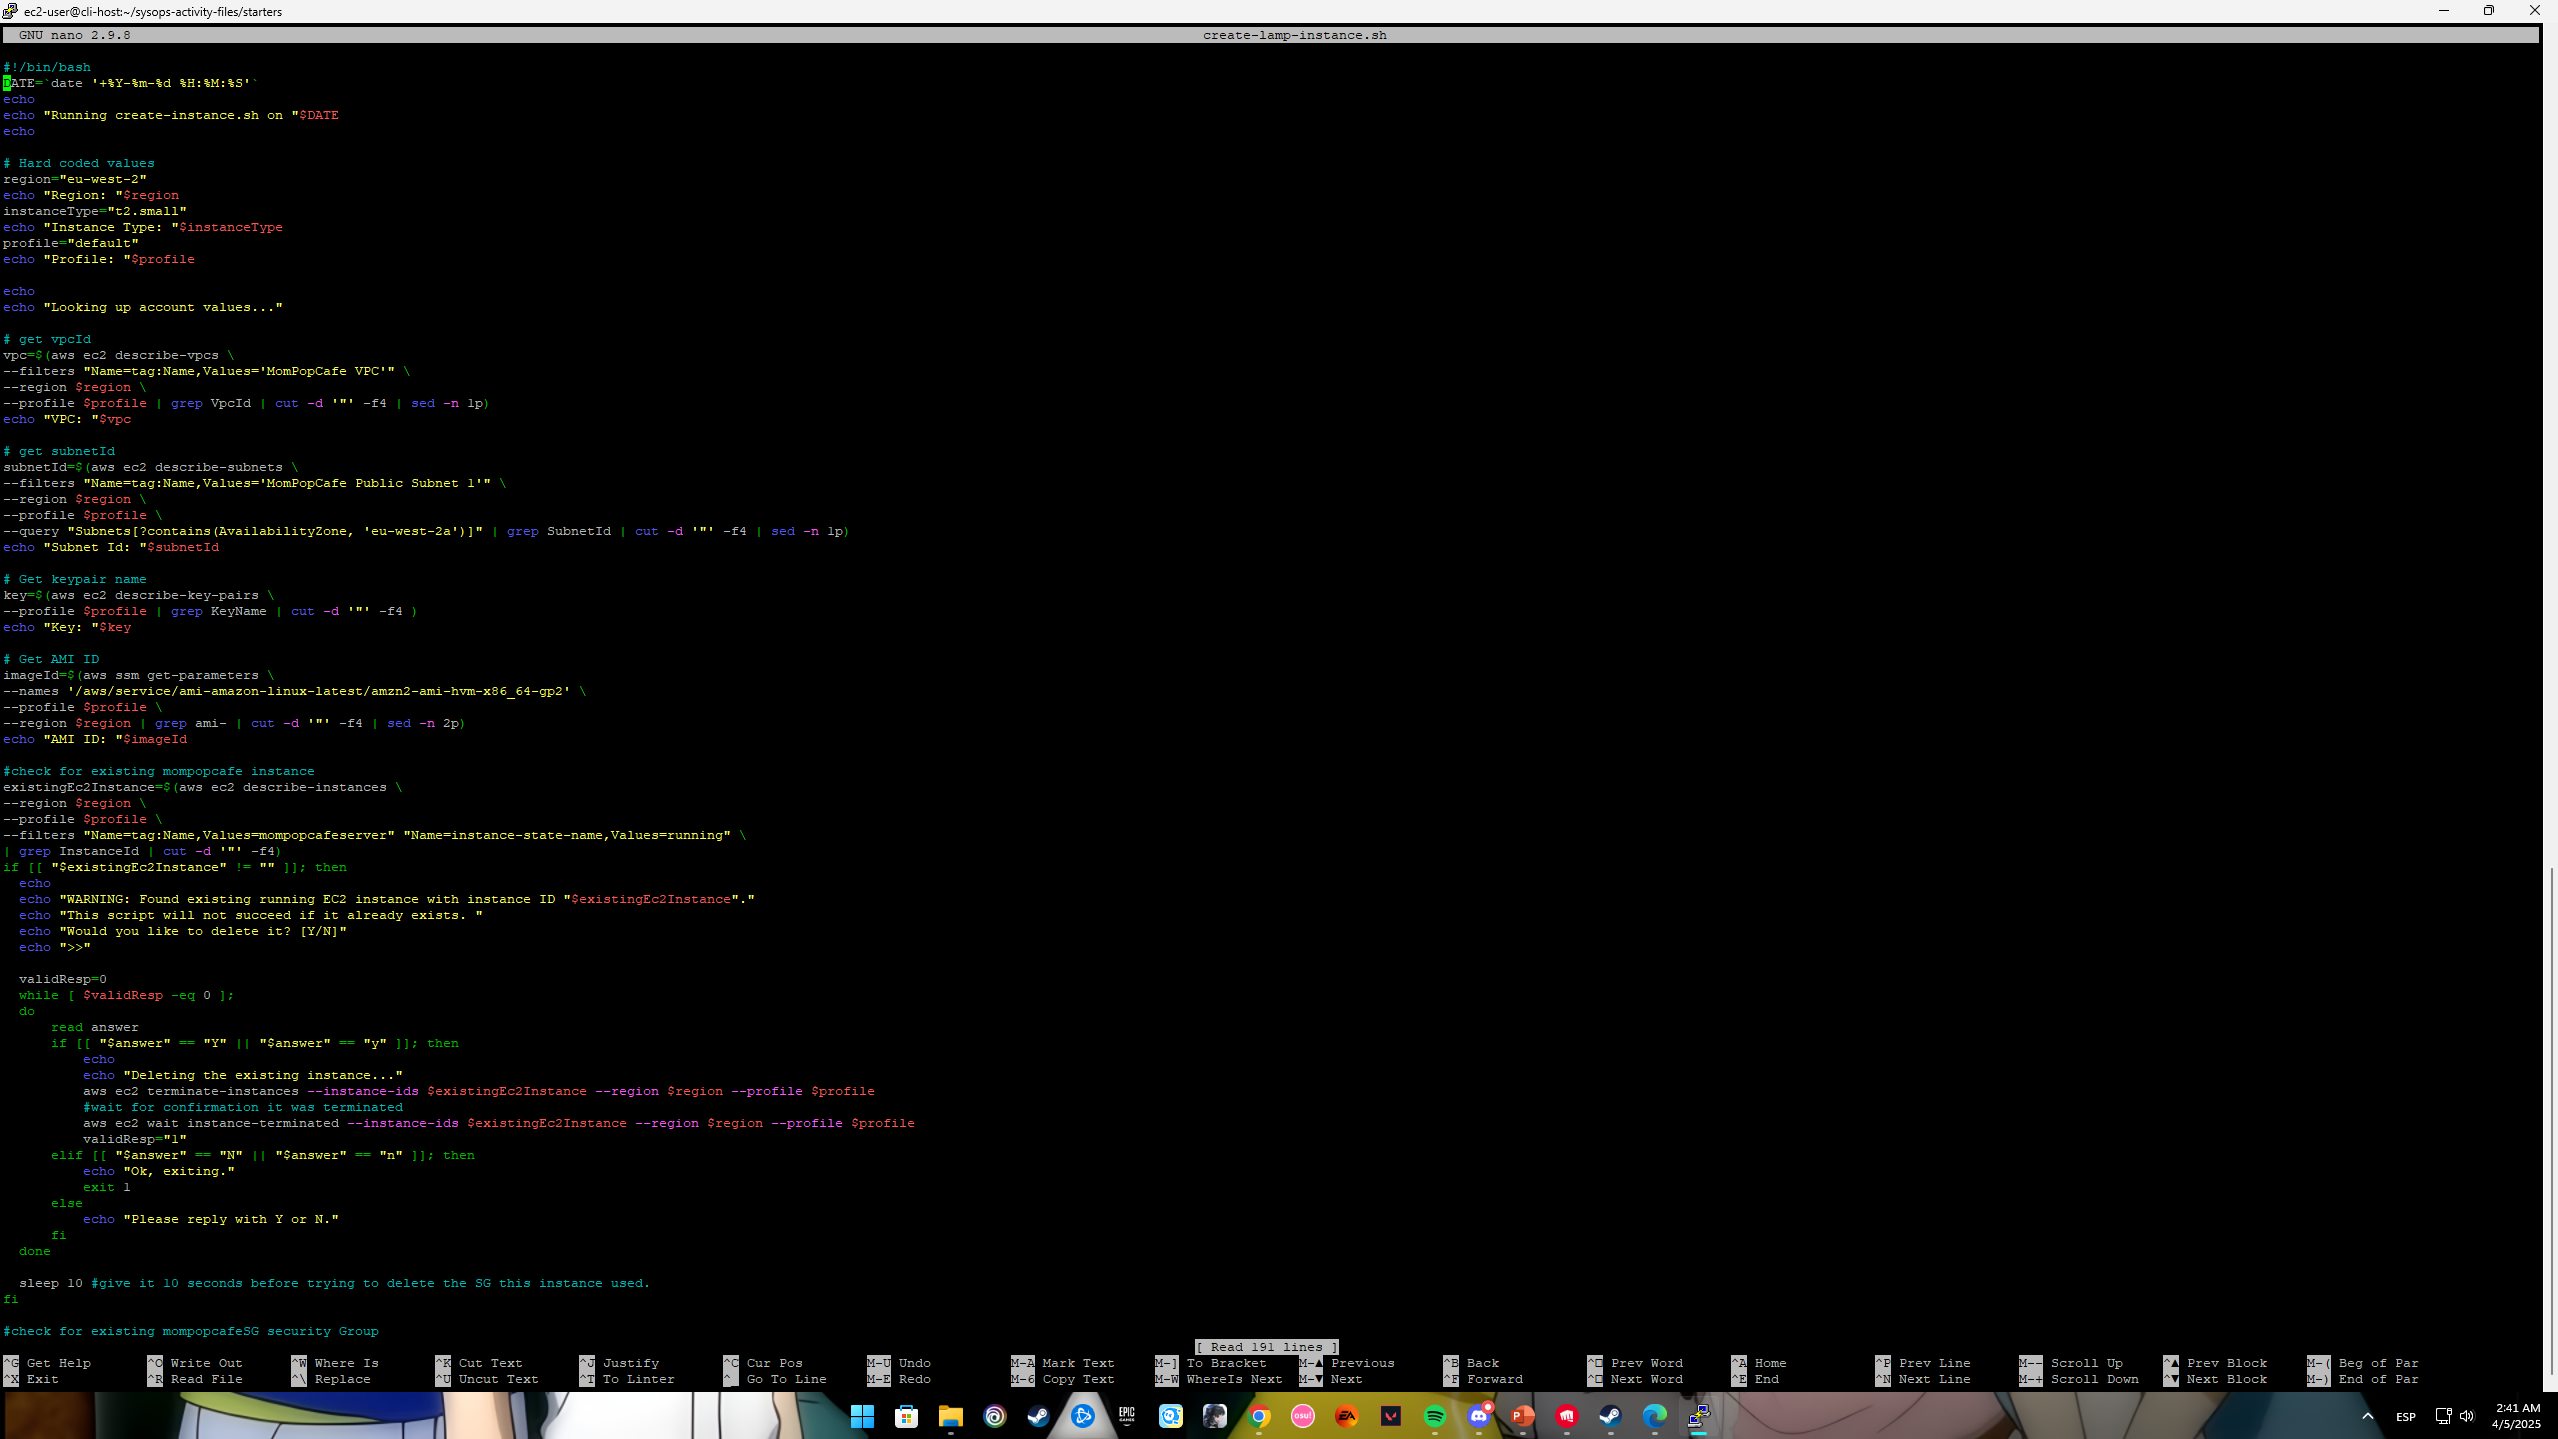 ec2-user@cli-host:~/sysops-activity-files/starters
GNU nano 2.9.8 create-lamp-instance.sh
#!/bin/bash
DATE=`date '+%Y-%m-%d %H:%M:%S'`
echo
echo "Running create-instance.sh on "$DATE
echo
# Hard coded values
region="eu-west-2"
echo "Region: "$region
instanceType="t2.small"
echo "Instance Type: "$instanceType
profile="default"
echo "Profile: "$profile
echo
echo "Looking up account values..."
# get vpcId
vpc=$(aws ec2 describe-vpcs \
--filters "Name=tag:Name,Values='MomPopCafe VPC'" \
--region $region \
--profile $profile | grep VpcId | cut -d '"' -f4 | sed -n 1p)
echo "VPC: "$vpc
# get subnetId
subnetId=$(aws ec2 describe-subnets \
--filters "Name=tag:Name,Values='MomPopCafe Public Subnet 1'" \
--region $region \
--profile $profile \
--query "Subnets[?contains(AvailabilityZone, 'eu-west-2a')]" | grep SubnetId | cut -d '"' -f4 | sed -n 1p)
echo "Subnet Id: "$subnetId
# Get keypair name
key=$(aws ec2 describe-key-pairs \
--profile $profile | grep KeyName | cut -d '"' -f4 )
echo "Key: "$key
# Get AMI ID
imageId=$(aws ssm get-parameters \
--names '/aws/service/ami-amazon-linux-latest/amzn2-ami-hvm-x86_64-gp2' \
--profile $profile \
--region $region | grep ami- | cut -d '"' -f4 | sed -n 2p)
echo "AMI ID: "$imageId
#check for existing mompopcafe instance
existingEc2Instance=$(aws ec2 describe-instances \
--region $region \
--profile $profile \
--filters "Name=tag:Name,Values=mompopcafeserver" "Name=instance-state-name,Values=running" \
| grep InstanceId | cut -d '"' -f4)
if [[ "$existingEc2Instance" != "" ]]; then
echo
echo "WARNING: Found existing running EC2 instance with instance ID "$existingEc2Instance"."
echo "This script will not succeed if it already exists. "
echo "Would you like to delete it? [Y/N]"
echo ">>"
validResp=0
while [ $validResp -eq 0 ];
do
read answer
if [[ "$answer" == "Y" || "$answer" == "y" ]]; then
echo
echo "Deleting the existing instance..."
aws ec2 terminate-instances --instance-ids $existingEc2Instance --region $region --profile $profile
#wait for confirmation it was terminated
aws ec2 wait instance-terminated --instance-ids $existingEc2Instance --region $region --profile $profile
validResp="1"
elif [[ "$answer" == "N" || "$answer" == "n" ]]; then
echo "Ok, exiting."
exit 1
else
echo "Please reply with Y or N."
fi
done
sleep 10 #give it 10 seconds before trying to delete the SG this instance used.
fi
#check for existing mompopcafeSG security Group
[ Read 191 lines ]
^G Get Help ^O Write Out ^W Where Is ^K Cut Text ^J Justify ^C Cur Pos M-U Undo M-A Mark Text M-] To Bracket M-▲ Previous ^B Back ^□ Prev Word ^A Home ^P Prev Line M-- Scroll Up ^▲ Prev Block M-( Beg of Par
^X Exit ^R Read File ^\ Replace ^U Uncut Text ^T To Linter ^_ Go To Line M-E Redo M-6 Copy Text M-W WhereIs Next M-▼ Next ^F Forward ^□ Next Word ^E End ^N Next Line M-+ Scroll Down ^▼ Next Block M-) End of Par
EPIC GAMES osu! EA ESP 2:41 AM
4/5/2025